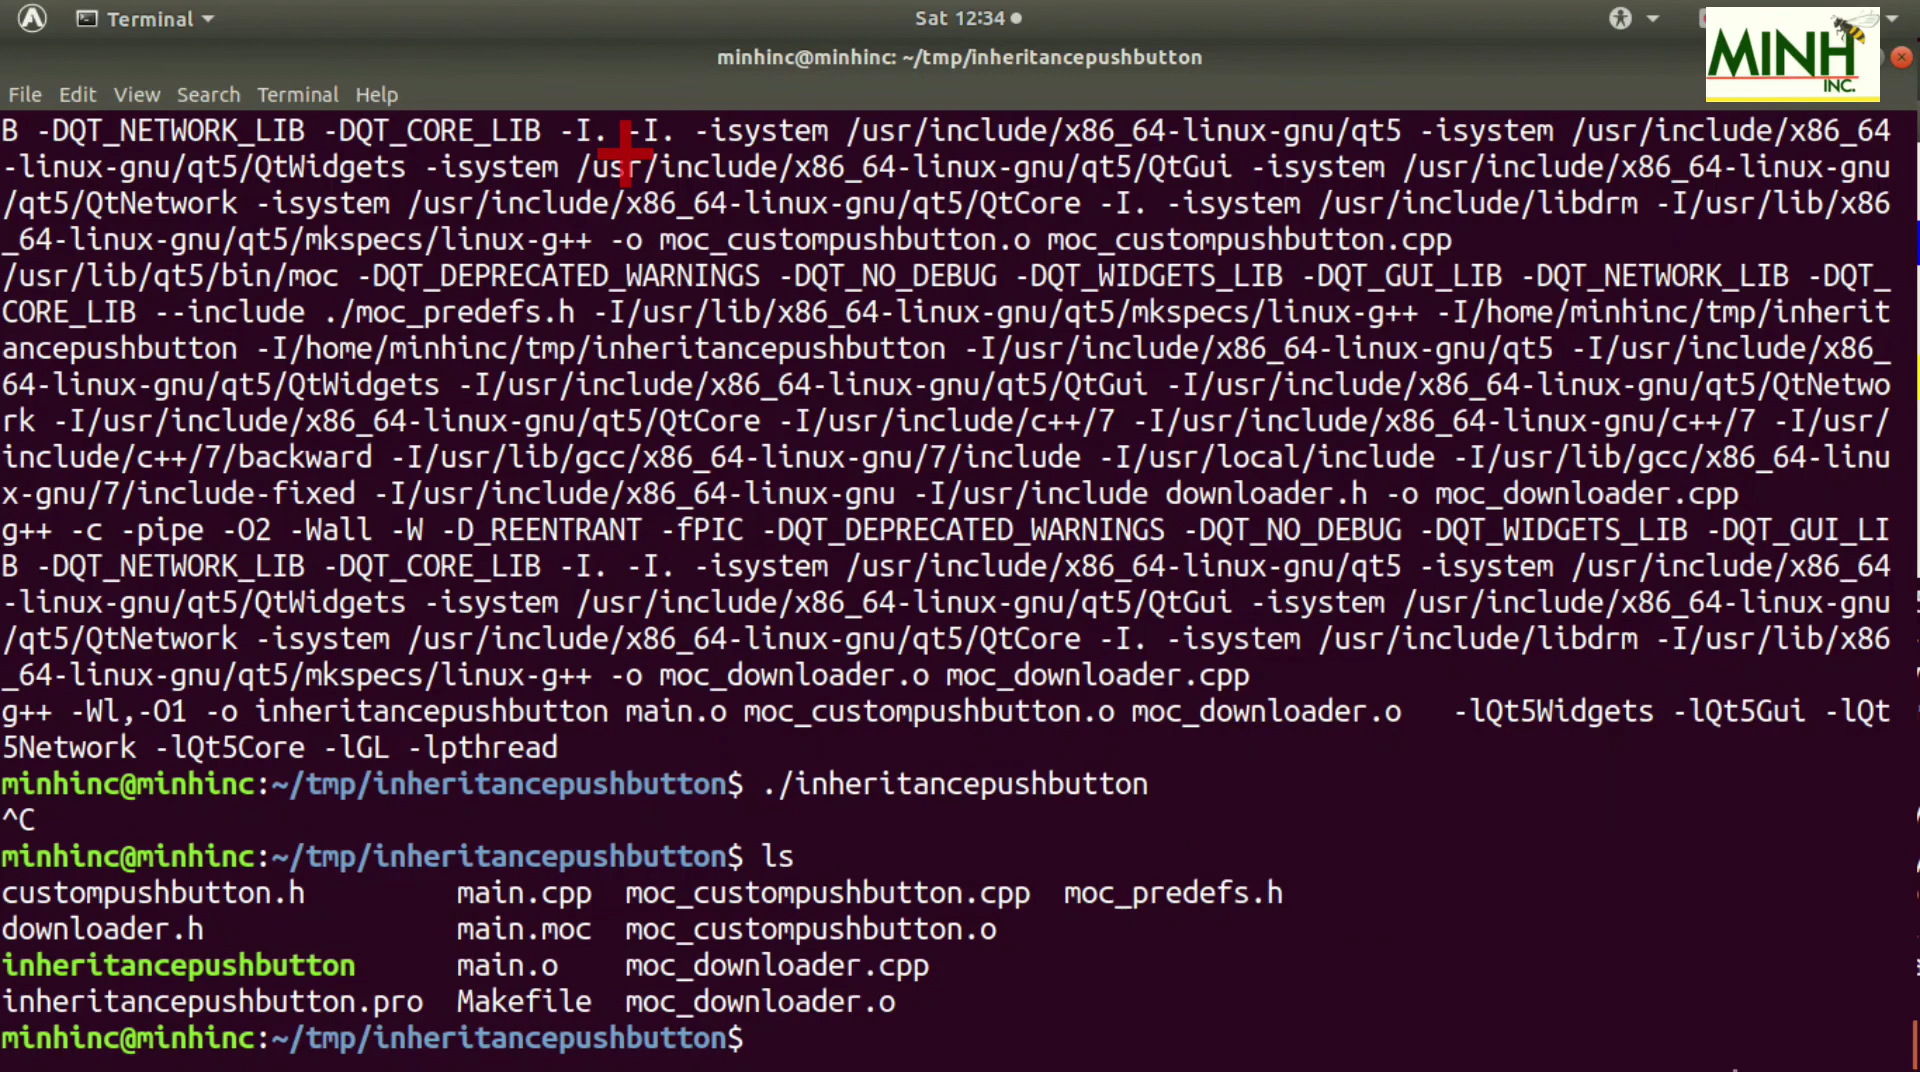 Terminal
Sat 12:34
minhinc@minhinc: ~/tmp/inheritancepushbutton
MINH
INC.
File Edit View Search Terminal Help
B -DQT_NETWORK_LIB -DQT_CORE_LIB -I. -I. -isystem /usr/include/x86_64-linux-gnu/qt5 -isystem /usr/include/x86_64
-linux-gnu/qt5/QtWidgets -isystem /usr/include/x86_64-linux-gnu/qt5/QtGui -isystem /usr/include/x86_64-linux-gnu
/qt5/QtNetwork -isystem /usr/include/x86_64-linux-gnu/qt5/QtCore -I. -isystem /usr/include/libdrm -I/usr/lib/x86
_64-linux-gnu/qt5/mkspecs/linux-g++ -o moc_custompushbutton.o moc_custompushbutton.cpp
/usr/lib/qt5/bin/moc -DQT_DEPRECATED_WARNINGS -DQT_NO_DEBUG -DQT_WIDGETS_LIB -DQT_GUI_LIB -DQT_NETWORK_LIB -DQT_
CORE_LIB --include ./moc_predefs.h -I/usr/lib/x86_64-linux-gnu/qt5/mkspecs/linux-g++ -I/home/minhinc/tmp/inherit
ancepushbutton -I/home/minhinc/tmp/inheritancepushbutton -I/usr/include/x86_64-linux-gnu/qt5 -I/usr/include/x86_
64-linux-gnu/qt5/QtWidgets -I/usr/include/x86_64-linux-gnu/qt5/QtGui -I/usr/include/x86_64-linux-gnu/qt5/QtNetwo
rk -I/usr/include/x86_64-linux-gnu/qt5/QtCore -I/usr/include/c++/7 -I/usr/include/x86_64-linux-gnu/c++/7 -I/usr/
include/c++/7/backward -I/usr/lib/gcc/x86_64-linux-gnu/7/include -I/usr/local/include -I/usr/lib/gcc/x86_64-linu
x-gnu/7/include-fixed -I/usr/include/x86_64-linux-gnu -I/usr/include downloader.h -o moc_downloader.cpp
g++ -c -pipe -O2 -Wall -W -D_REENTRANT -fPIC -DQT_DEPRECATED_WARNINGS -DQT_NO_DEBUG -DQT_WIDGETS_LIB -DQT_GUI_LI
B -DQT_NETWORK_LIB -DQT_CORE_LIB -I. -I. -isystem /usr/include/x86_64-linux-gnu/qt5 -isystem /usr/include/x86_64
-linux-gnu/qt5/QtWidgets -isystem /usr/include/x86_64-linux-gnu/qt5/QtGui -isystem /usr/include/x86_64-linux-gnu
/qt5/QtNetwork -isystem /usr/include/x86_64-linux-gnu/qt5/QtCore -I. -isystem /usr/include/libdrm -I/usr/lib/x86
_64-linux-gnu/qt5/mkspecs/linux-g++ -o moc_downloader.o moc_downloader.cpp
g++ -Wl,-O1 -o inheritancepushbutton main.o moc_custompushbutton.o moc_downloader.o   -lQt5Widgets -lQt5Gui -lQt
5Network -lQt5Core -lGL -lpthread
minhinc@minhinc:~/tmp/inheritancepushbutton$ ./inheritancepushbutton
^C
minhinc@minhinc:~/tmp/inheritancepushbutton$ ls
custompushbutton.h main.cpp moc_custompushbutton.cpp moc_predefs.h
downloader.h main.moc moc_custompushbutton.o
inheritancepushbutton main.o moc_downloader.cpp
inheritancepushbutton.pro Makefile moc_downloader.o
minhinc@minhinc:~/tmp/inheritancepushbutton$